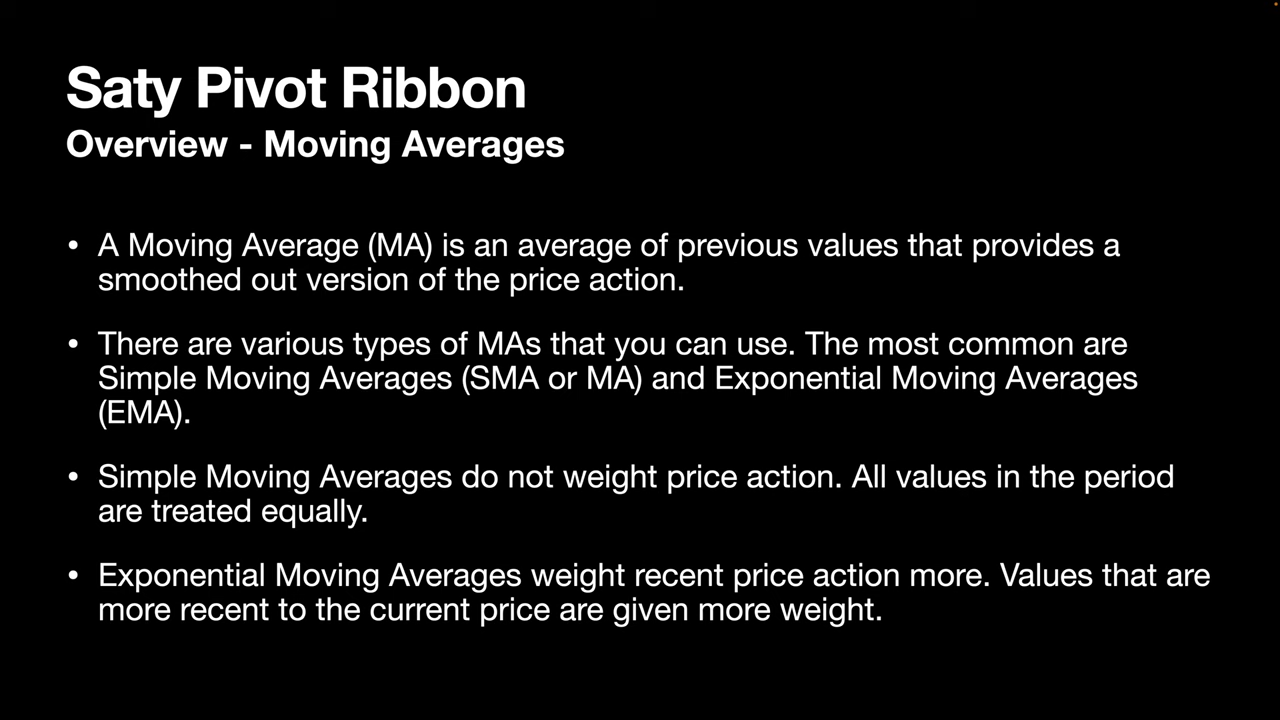 Saty Pivot Ribbon
Overview - Moving Averages
• A Moving Average (MA) is an average of previous values that provides a
smoothed out version of the price action.
• There are various types of MAs that you can use. The most common are
Simple Moving Averages (SMA or MA) and Exponential Moving Averages
(EMA).
• Simple Moving Averages do not weight price action. All values in the period
are treated equally.
• Exponential Moving Averages weight recent price action more. Values that are
more recent to the current price are given more weight.